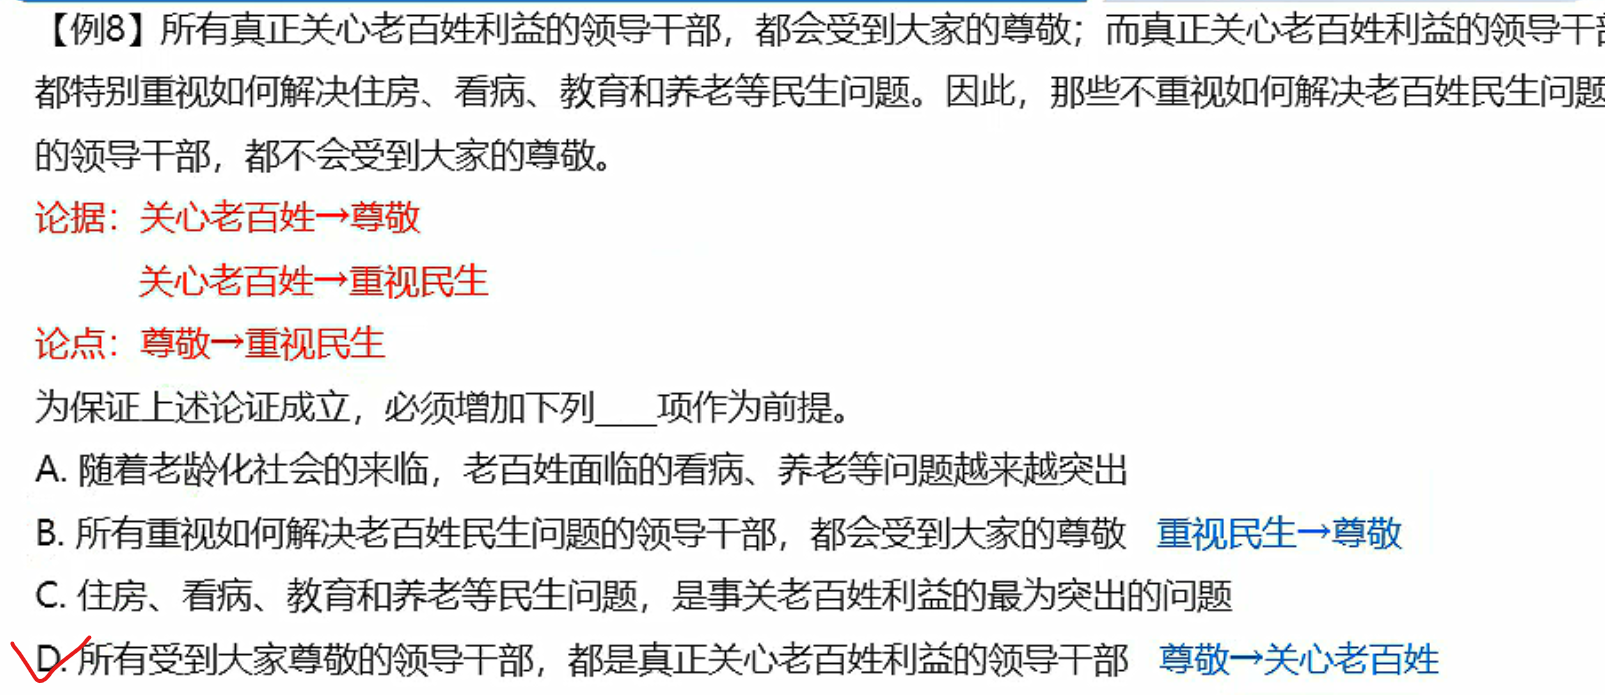 【例8】所有真正关心老百姓利益的领导干部，都会受到大家的尊敬；而真正关心老百姓利益的领导干
都特别重视如何解决住房、看病、教育和养老等民生问题。因此，那些不重视如何解决老百姓民生问题
的领导干部，都不会受到大家的尊敬。
论据：关心老百姓→尊敬
关心老百姓→重视民生
论点：尊敬→重视民生
为保证上述论证成立，必须增加下列____项作为前提。
A. 随着老龄化社会的来临，老百姓面临的看病、养老等问题越来越突出
B. 所有重视如何解决老百姓民生问题的领导干部，都会受到大家的尊敬 重视民生→尊敬
C. 住房、看病、教育和养老等民生问题，是事关老百姓利益的最为突出的问题
D. 所有受到大家尊敬的领导干部，都是真正关心老百姓利益的领导干部 尊敬→关心老百姓